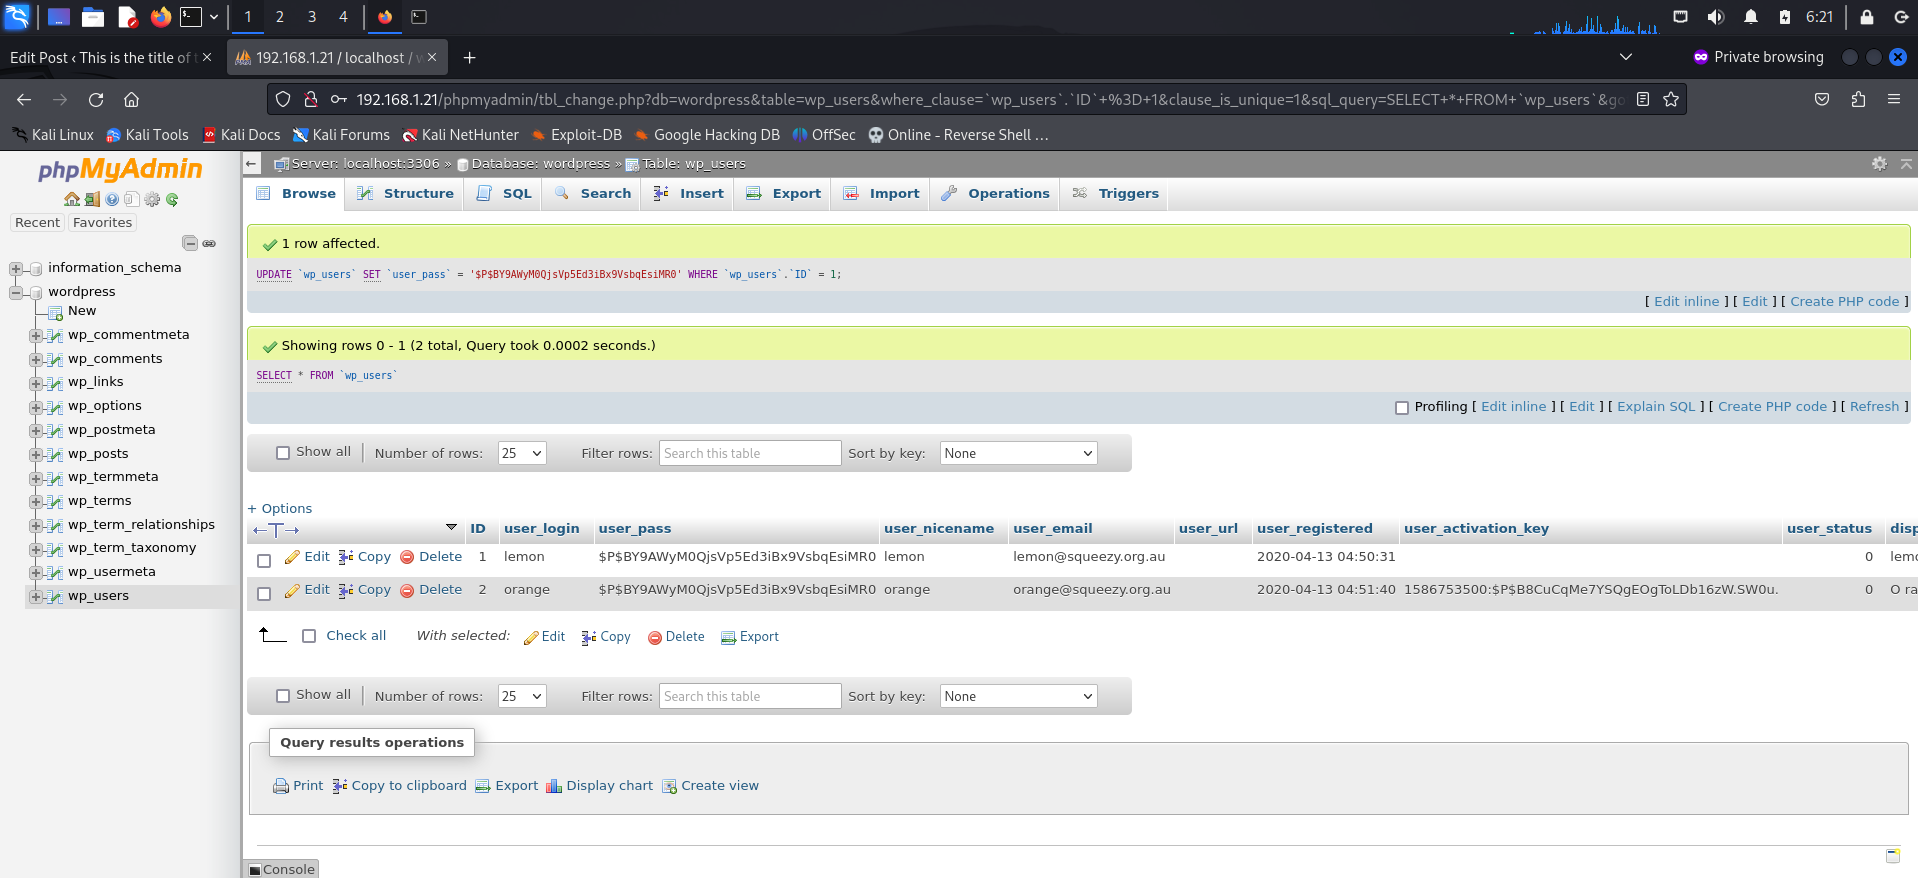 1 2 3 4 6:21
Edit Post ‹ This is the title of t
192.168.1.21 / localhost / w
Private browsing
192.168.1.21/phpmyadmin/tbl_change.php?db=wordpress&table=wp_users&where_clause=`wp_users`.`ID`+%3D+1&clause_is_unique=1&sql_query=SELECT+*+FROM+`wp_users`&go
Kali Linux Kali Tools Kali Docs Kali Forums Kali NetHunter Exploit-DB Google Hacking DB OffSec Online - Reverse Shell …
phpMyAdmin
Recent Favorites
information_schema
wordpress
New
wp_commentmeta
wp_comments
wp_links
wp_options
wp_postmeta
wp_posts
wp_termmeta
wp_terms
wp_term_relationships
wp_term_taxonomy
wp_usermeta
wp_users
Server: localhost:3306 » Database: wordpress » Table: wp_users
Browse Structure SQL Search Insert Export Import Operations Triggers
1 row affected.
UPDATE `wp_users` SET `user_pass` = '$P$BY9AWyM0QjsVp5Ed3iBx9VsbqEsiMR0' WHERE `wp_users`.`ID` = 1;
[ Edit inline ] [ Edit ] [ Create PHP code ]
Showing rows 0 - 1 (2 total, Query took 0.0002 seconds.)
SELECT * FROM `wp_users`
Profiling [ Edit inline ] [ Edit ] [ Explain SQL ] [ Create PHP code ] [ Refresh ]
Show all Number of rows: 25 Filter rows: Search this table Sort by key: None
+ Options
←T→ ID user_login user_pass user_nicename user_email user_url user_registered user_activation_key user_status disp
Edit Copy Delete 1 lemon $P$BY9AWyM0QjsVp5Ed3iBx9VsbqEsiMR0 lemon lemon@squeezy.org.au 2020-04-13 04:50:31 0 lemo
Edit Copy Delete 2 orange $P$BY9AWyM0QjsVp5Ed3iBx9VsbqEsiMR0 orange orange@squeezy.org.au 2020-04-13 04:51:40 1586753500:$P$B8CuCqMe7YSQgEOgToLDb16zW.SW0u. 0 O ra
Check all With selected: Edit Copy Delete Export
Show all Number of rows: 25 Filter rows: Search this table Sort by key: None
Query results operations
Print Copy to clipboard Export Display chart Create view
Console